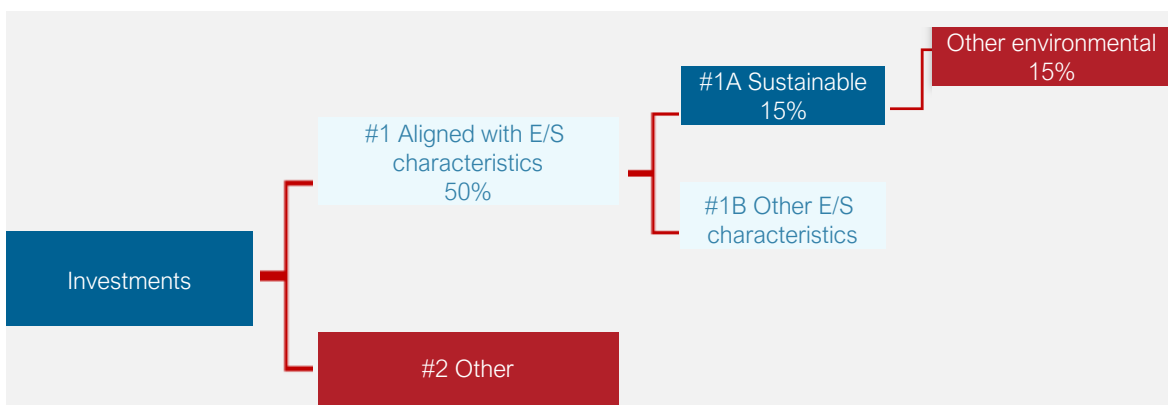 Investments
#1 Aligned with E/S
characteristics
50%
#2 Other
#1A Sustainable
15%
#1B Other E/S
characteristics
Other environmental
15%